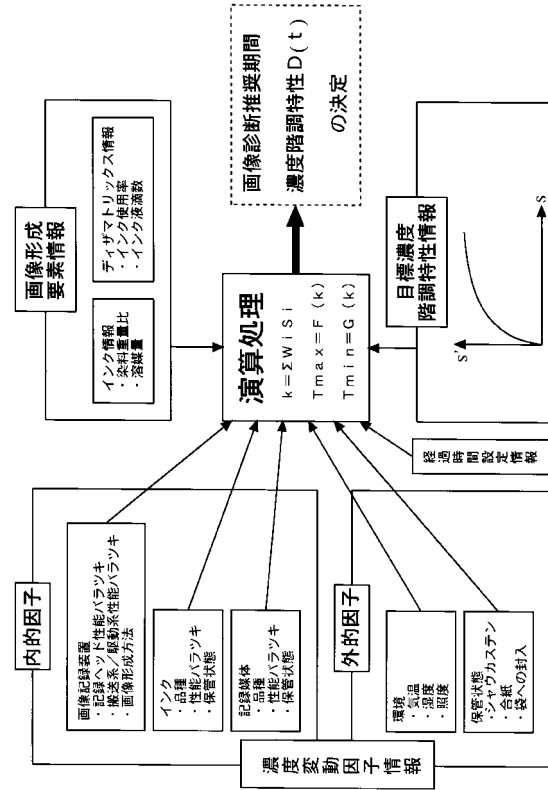 濃度変動因子情報
内的因子
画像記録装置
・記録ヘッド性能バラツキ
・搬送系/駆動系性能バラツキ
・画像形成方法
インク
・品種
・性能バラツキ
・保管状態
記録媒体
・品種
・性能バラツキ
・保管状態
外的因子
環境
・気温
・湿度
・照度
保管状態
・シャウカステン
・合紙
・袋への封入
経過時間設定情報
画像形成
要素情報
インク情報
・染料重量比
・溶媒量
ディザマトリックス情報
・インク使用率
・インク液滴数
演算処理
k=ΣWiSi
Tmax=F(k)
Tmin=G(k)
目標濃度
階調特性情報
S'
S
画像診断推奨期間
濃度階調特性D(t)
の決定